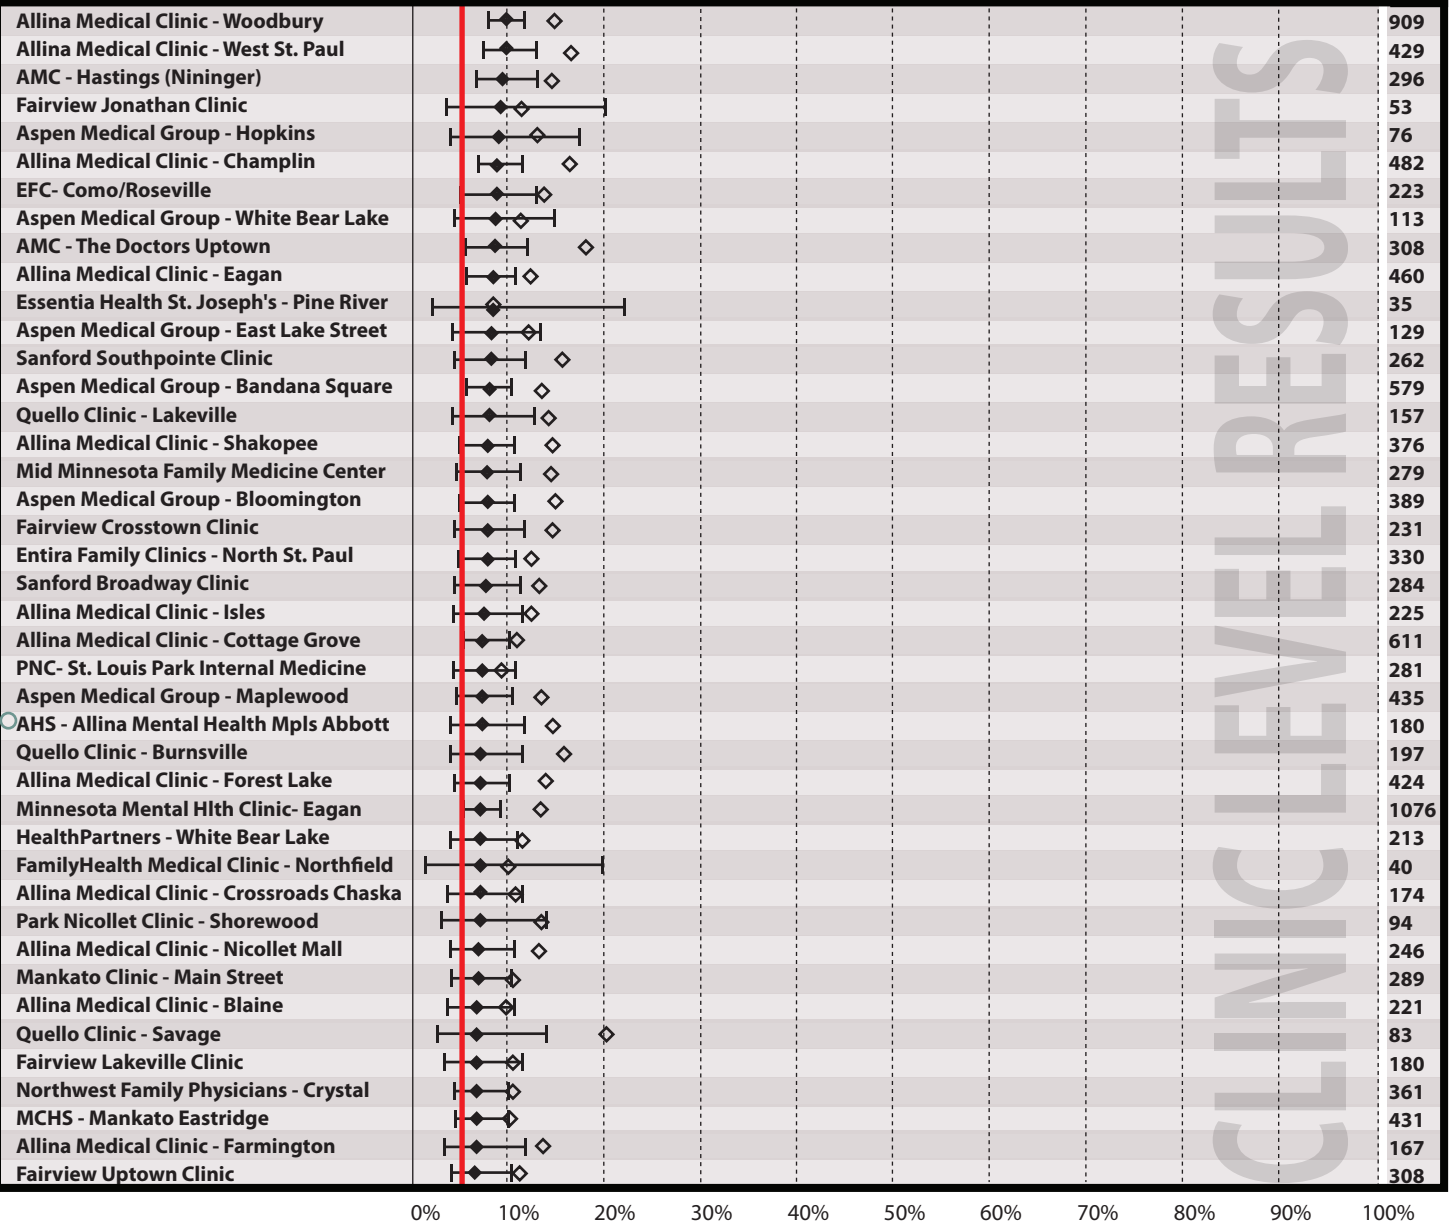 Allina Medical Clinic - Woodbury 909
Allina Medical Clinic - West St. Paul 429
AMC - Hastings (Nininger) 296
Fairview Jonathan Clinic 53
Aspen Medical Group - Hopkins 76
Allina Medical Clinic - Champlin 482
EFC- Como/Roseville 223
Aspen Medical Group - White Bear Lake 113
AMC - The Doctors Uptown 308
Allina Medical Clinic - Eagan 460
Essentia Health St. Joseph's - Pine River 35
Aspen Medical Group - East Lake Street 129
Sanford Southpointe Clinic 262
Aspen Medical Group - Bandana Square 579
Quello Clinic - Lakeville 157
Allina Medical Clinic - Shakopee 376
Mid Minnesota Family Medicine Center 279
Aspen Medical Group - Bloomington 389
Fairview Crosstown Clinic 231
Entira Family Clinics - North St. Paul 330
Sanford Broadway Clinic 284
Allina Medical Clinic - Isles 225
Allina Medical Clinic - Cottage Grove 611
PNC- St. Louis Park Internal Medicine 281
Aspen Medical Group - Maplewood 435
AHS - Allina Mental Health Mpls Abbott 180
Quello Clinic - Burnsville 197
Allina Medical Clinic - Forest Lake 424
Minnesota Mental Hlth Clinic- Eagan 1076
HealthPartners - White Bear Lake 213
FamilyHealth Medical Clinic - Northfield 40
Allina Medical Clinic - Crossroads Chaska 174
Park Nicollet Clinic - Shorewood 94
Allina Medical Clinic - Nicollet Mall 246
Mankato Clinic - Main Street 289
Allina Medical Clinic - Blaine 221
Quello Clinic - Savage 83
Fairview Lakeville Clinic 180
Northwest Family Physicians - Crystal 361
MCHS - Mankato Eastridge 431
Allina Medical Clinic - Farmington 167
Fairview Uptown Clinic 308
0% 10% 20% 30% 40% 50% 60% 70% 80% 90% 100%
CLINIC LEVEL RESULTS